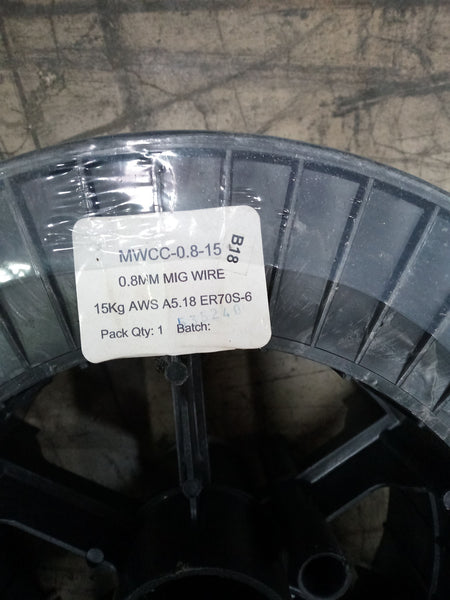 MWCC-0.8-15
B18
0.8MM MIG WIRE
15Kg AWS A5.18 ER70S-6
Pack Qty: 1 Batch: